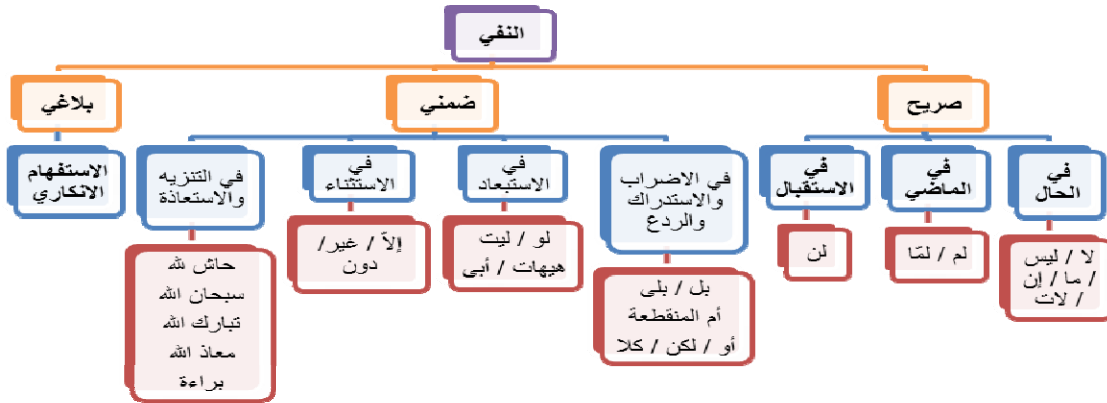 النفي
صريح
ضمني
بلاغي
في
الحال
في
الماضي
في
الاستقبال
في الاضراب
والاستدراك
والردع
في
الاستبعاد
في
الاستثناء
في التنزيه
والاستعاذة
الاستفهام
الانكاري
لا / ليس
/ ما / إن
/ لات
لم / لمّا
لن
بل / بلى
أم المنقطعة
أو / لكن / كلا
لو / ليت
هيهات / أبى
إلاّ / غير/
دون
حاش لله
سبحان الله
تبارك الله
معاذ الله
براءة